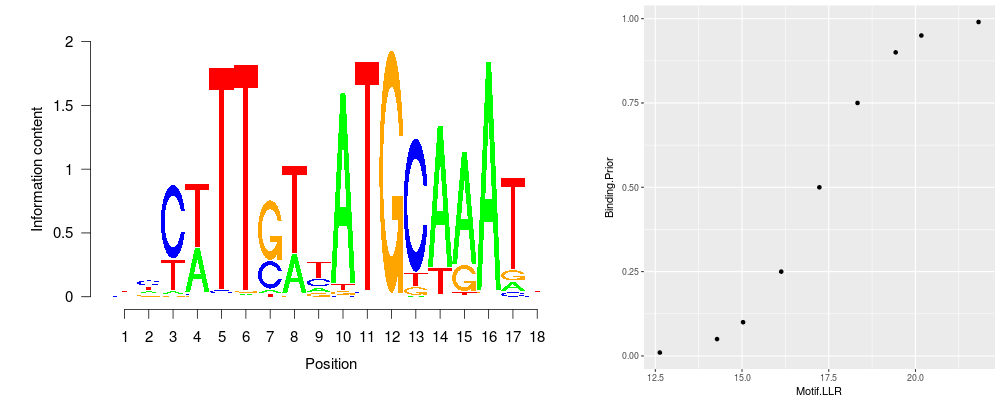 Information content
2
1.5
1
0.5
0
1 2 3 4 5 6 7 8 9 10 11 12 13 14 15 16 17 18
Position
C T T T G T T A T G C A A A T
T A C A A T G G
Binding.Prior
1.00
0.75
0.50
0.25
0.00
12.5 15.0 17.5 20.0
Motif.LLR